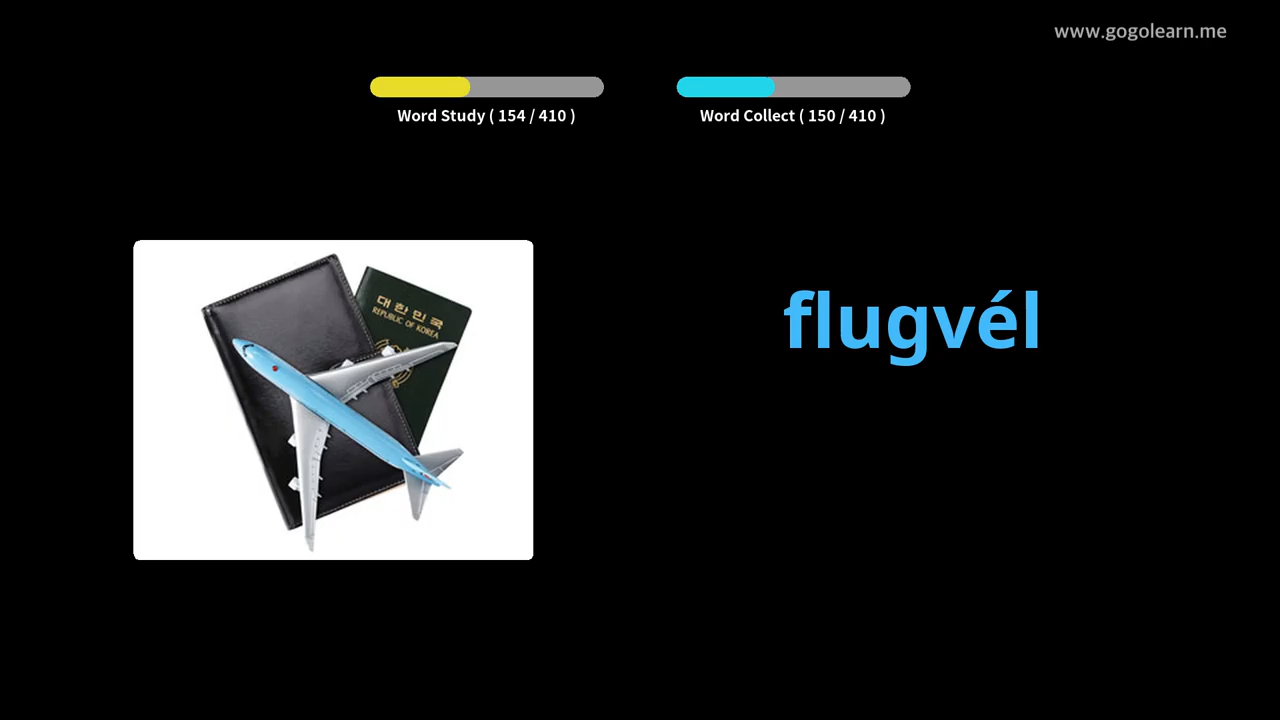 www.gogolearn.me
Word Study ( 154 / 410 )
Word Collect ( 150 / 410 )
대한민국
REPUBLIC OF KOREA
flugvél